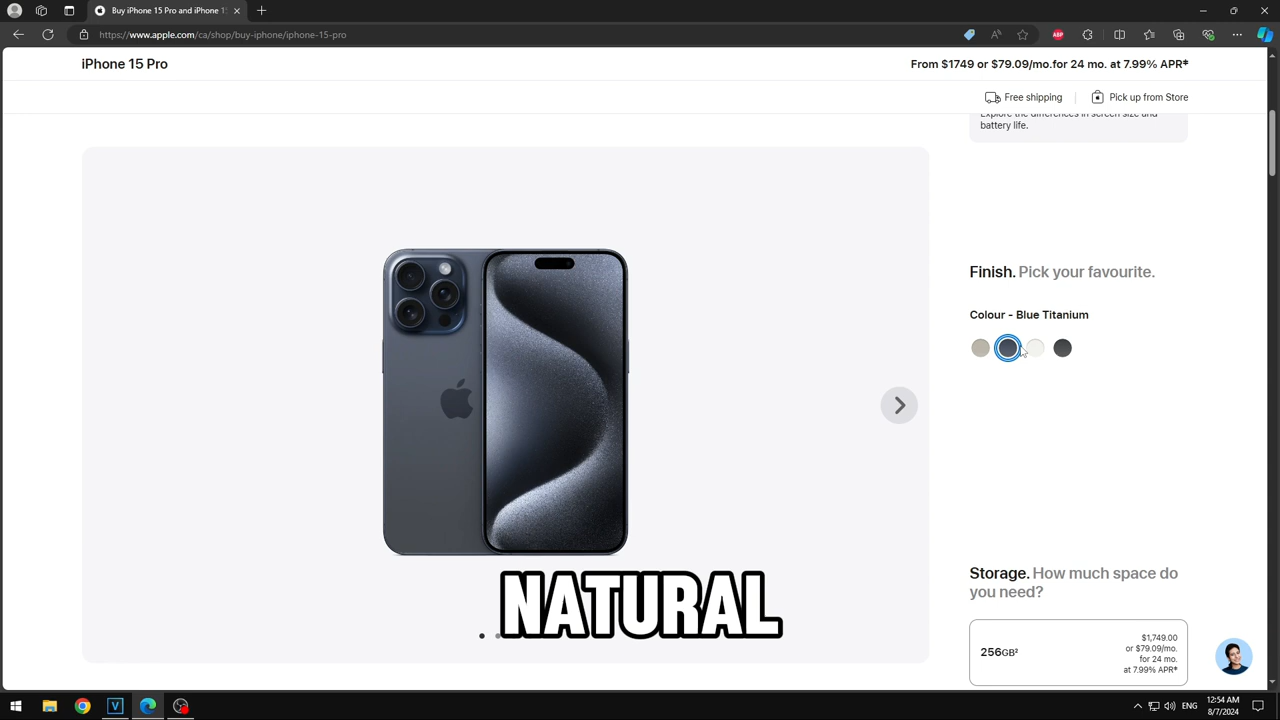 Buy iPhone 15 Pro and iPhone 15
https://www.apple.com/ca/shop/buy-iphone/iphone-15-pro
ABP
iPhone 15 Pro
From $1749 or $79.09/mo.for 24 mo. at 7.99% APR‡
Free shipping
Pick up from Store
Explore the differences in screen size and
battery life.
Finish. Pick your favourite.
Colour - Blue Titanium
NATURAL
Storage. How much space do
you need?
256GB²
$1,749.00
or $79.09/mo.
for 24 mo.
at 7.99% APR‡
ENG
12:54 AM
8/7/2024